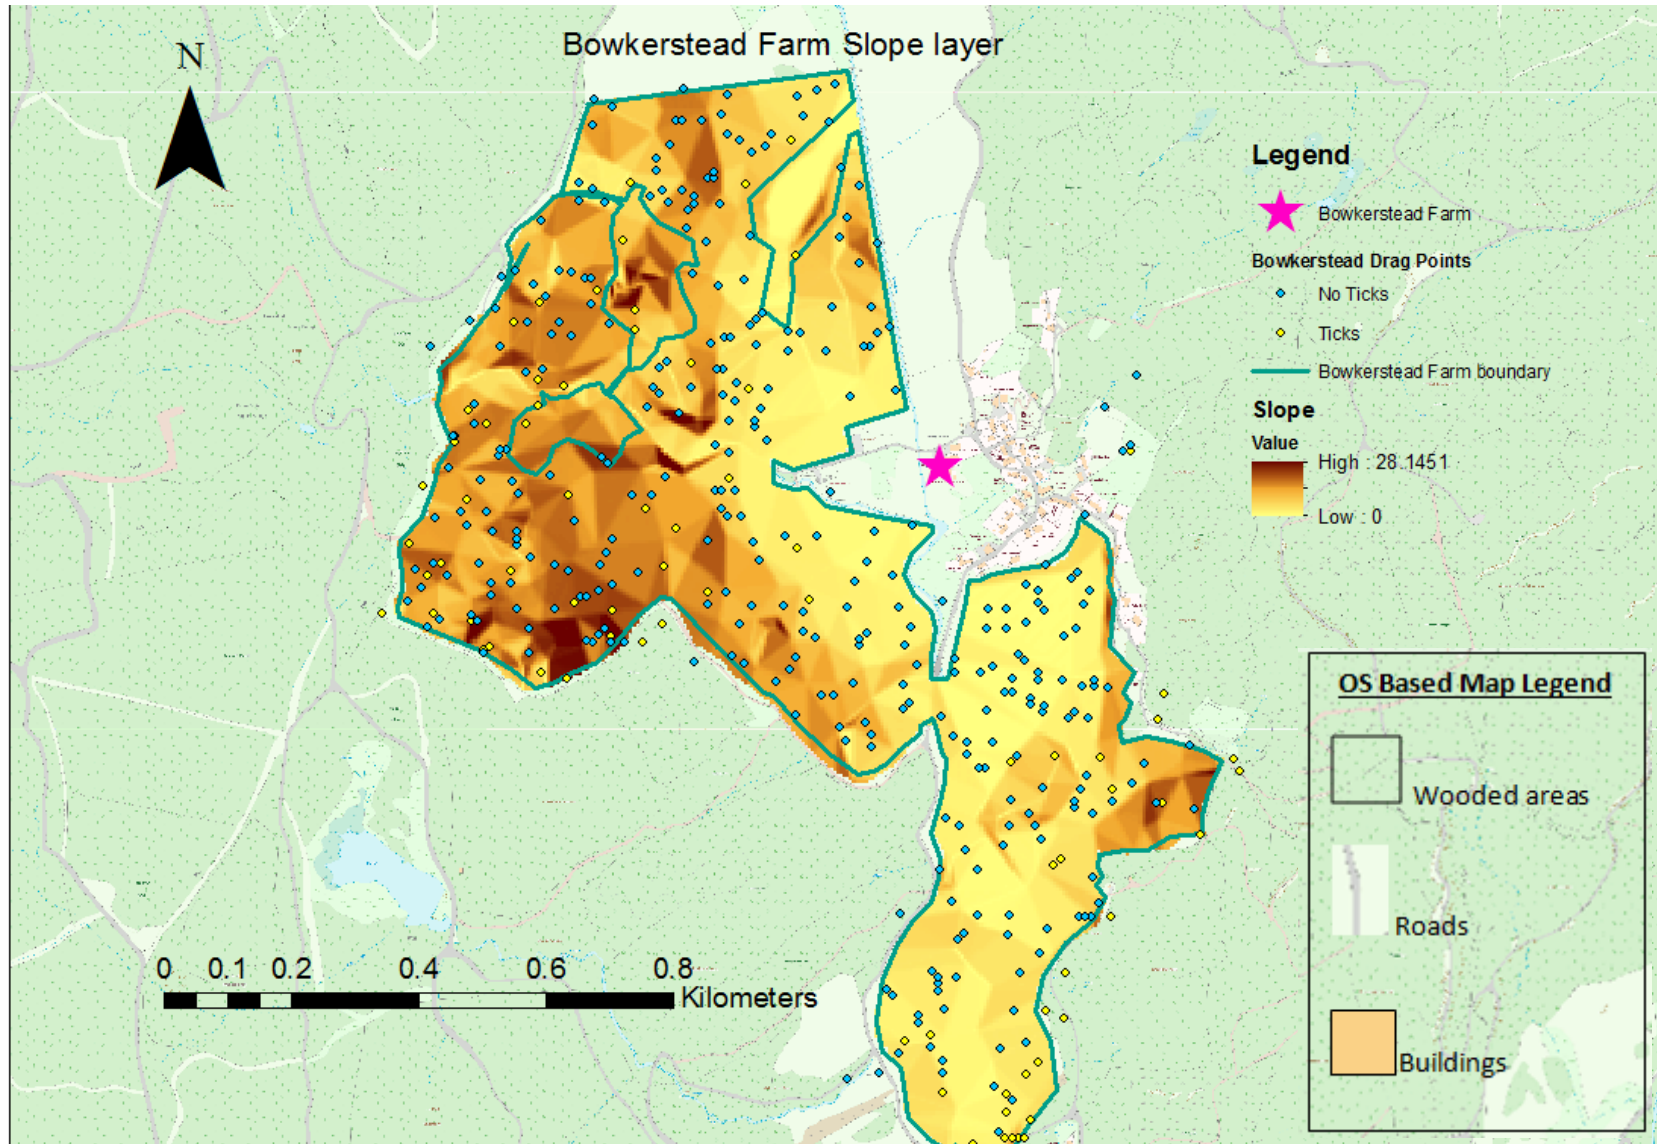 Bowkerstead Farm Slope layer
N
Legend
Bowkerstead Farm
Bowkerstead Drag Points
No Ticks
Ticks
Bowkerstead Farm boundary
Slope
Value
High : 28.1451
Low : 0
OS Based Map Legend
Wooded areas
Roads
Buildings
0 0.1 0.2 0.4 0.6 0.8
Kilometers